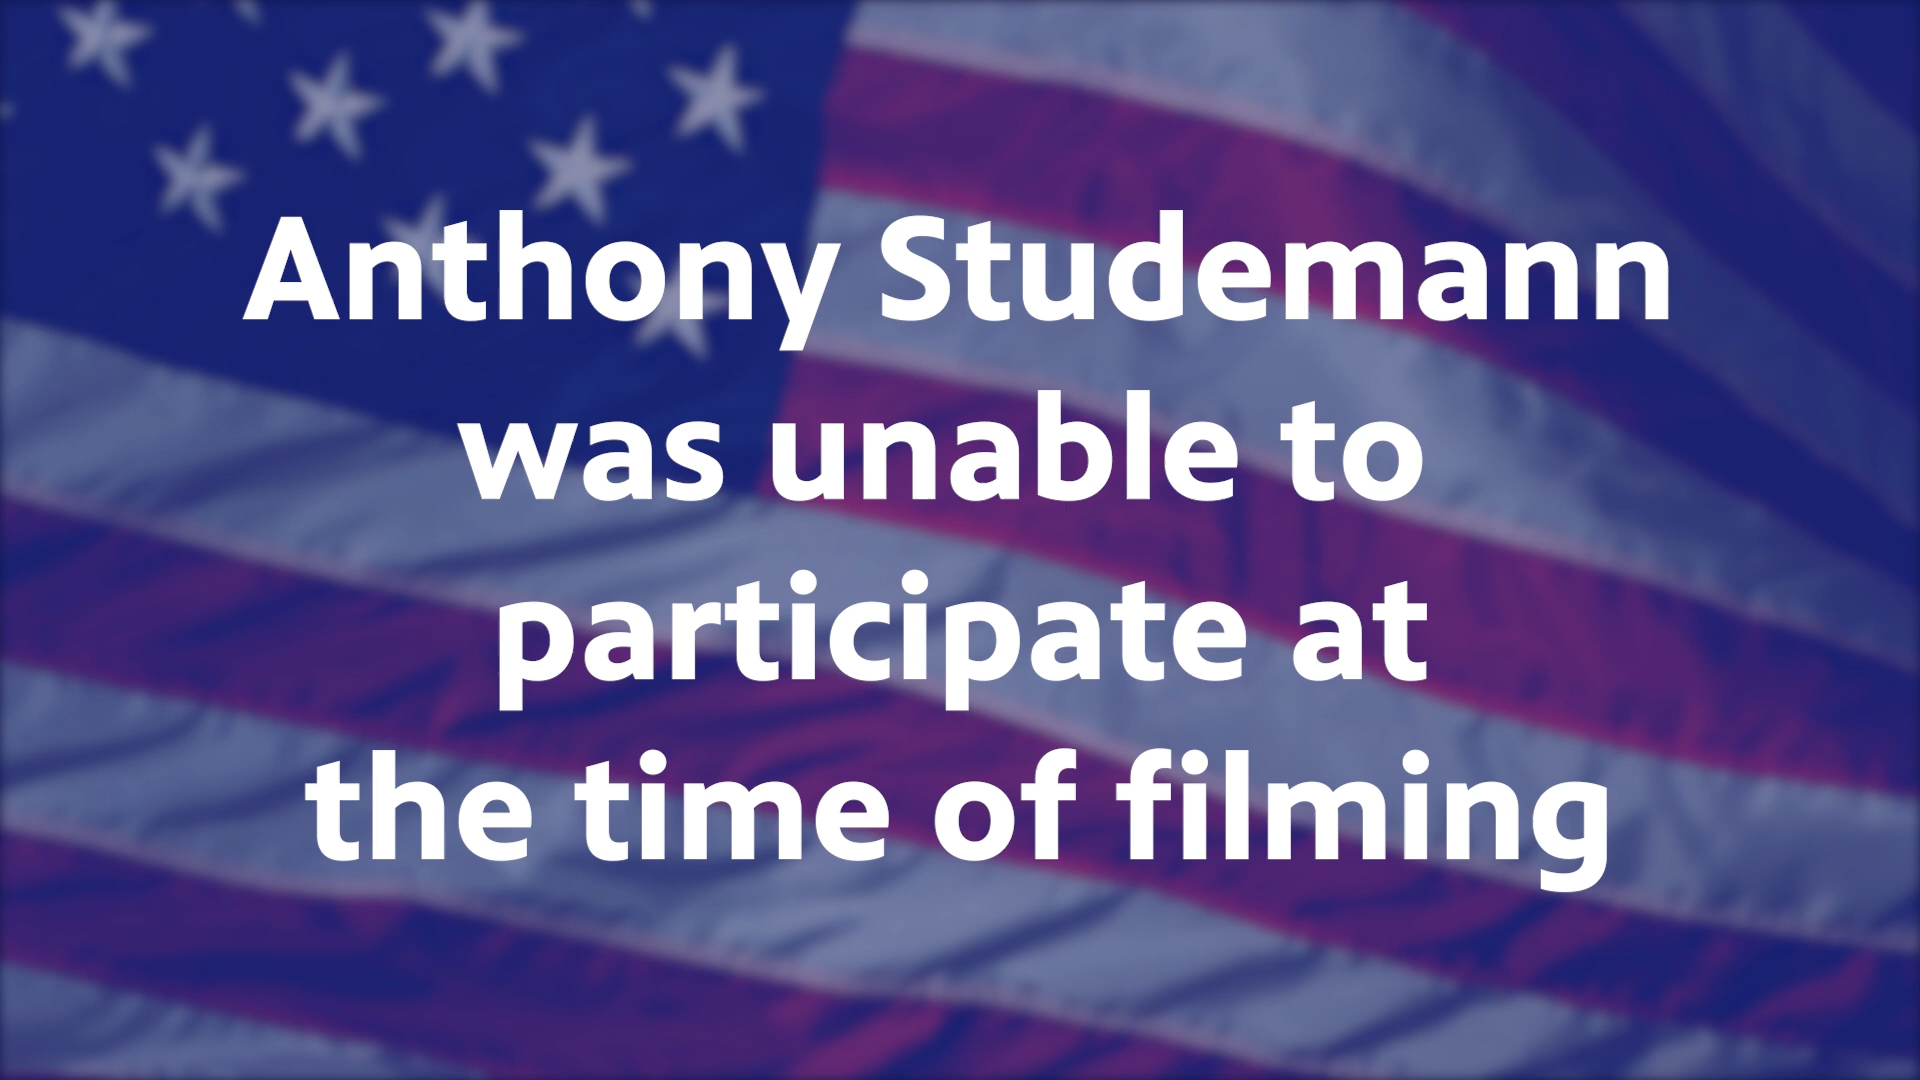 Anthony Studemann
was unable to
participate at
the time of filming